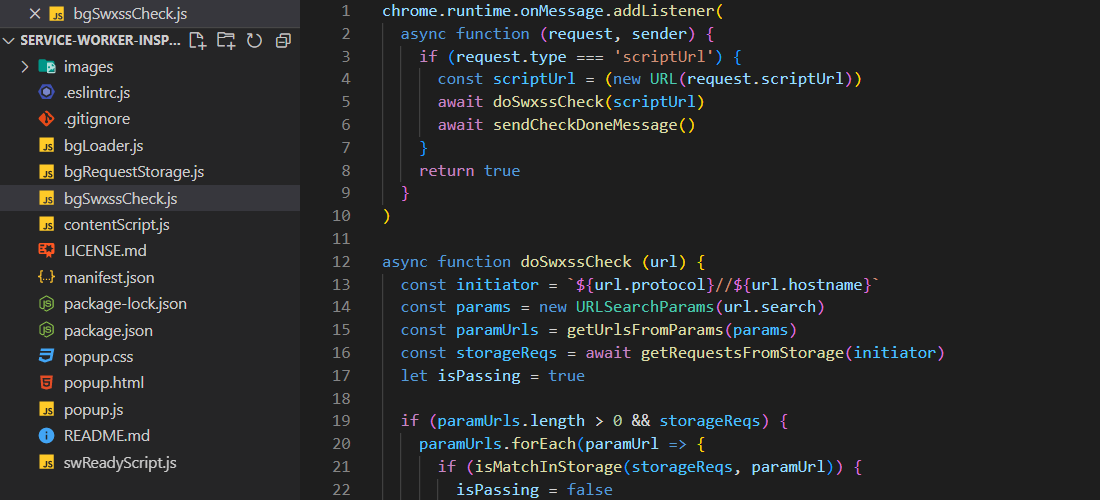 bgSwxssCheck.js
SERVICE-WORKER-INSP...
images
.eslintrc.js
.gitignore
bgLoader.js
bgRequestStorage.js
bgSwxssCheck.js
contentScript.js
LICENSE.md
manifest.json
package-lock.json
package.json
popup.css
popup.html
popup.js
README.md
swReadyScript.js
1 chrome.runtime.onMessage.addListener(
2   async function (request, sender) {
3     if (request.type === 'scriptUrl') {
4       const scriptUrl = (new URL(request.scriptUrl))
5       await doSwxssCheck(scriptUrl)
6       await sendCheckDoneMessage()
7     }
8     return true
9   }
10 )
11
12 async function doSwxssCheck (url) {
13   const initiator = `${url.protocol}//${url.hostname}`
14   const params = new URLSearchParams(url.search)
15   const paramUrls = getUrlsFromParams(params)
16   const storageReqs = await getRequestsFromStorage(initiator)
17   let isPassing = true
18
19   if (paramUrls.length > 0 && storageReqs) {
20     paramUrls.forEach(paramUrl => {
21       if (isMatchInStorage(storageReqs, paramUrl)) {
22         isPassing = false